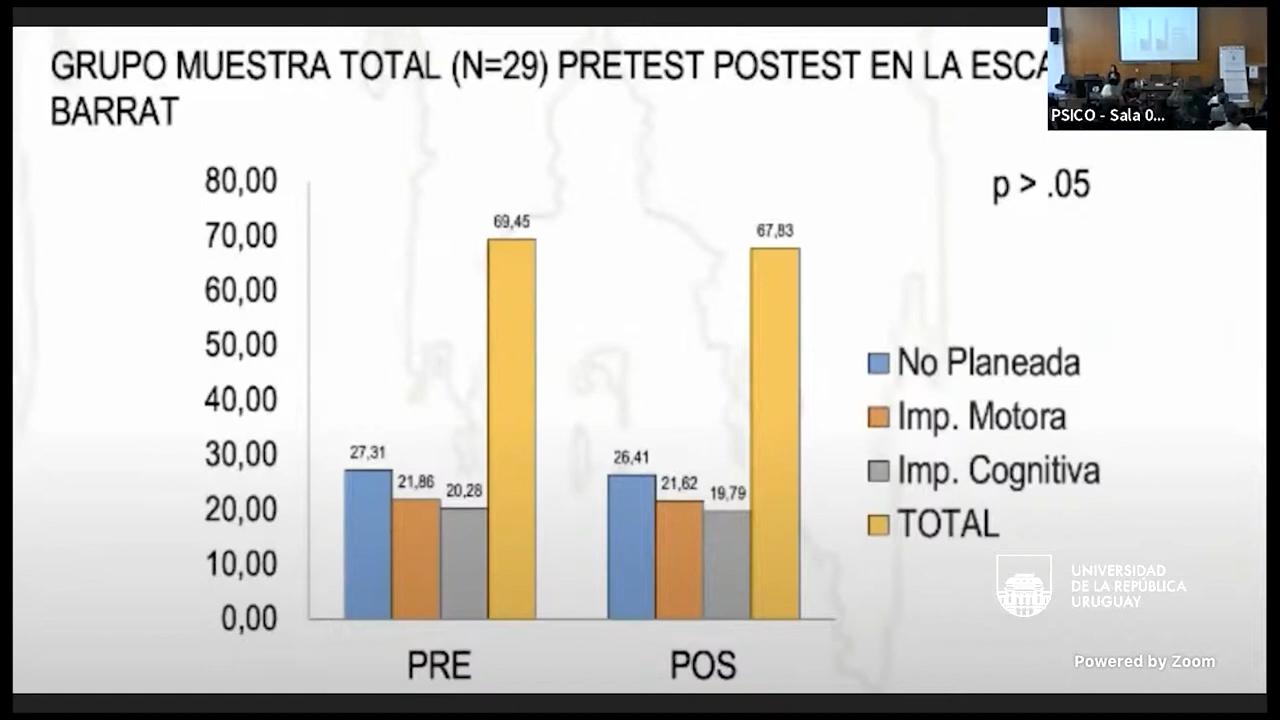 GRUPO MUESTRA TOTAL (N=29) PRETEST POSTEST EN LA
BARRAT
PSICO - Sala 0...
p > .05
80,00
70,00
60,00
50,00
40,00
30,00
20,00
10,00
0,00
27,31
21,86
20,28
69,45
26,41
21,62
19,79
67,83
PRE
POS
No Planeada
Imp. Motora
Imp. Cognitiva
TOTAL
UNIVERSIDAD
DE LA REPÚBLICA
URUGUAY
Powered by Zoom